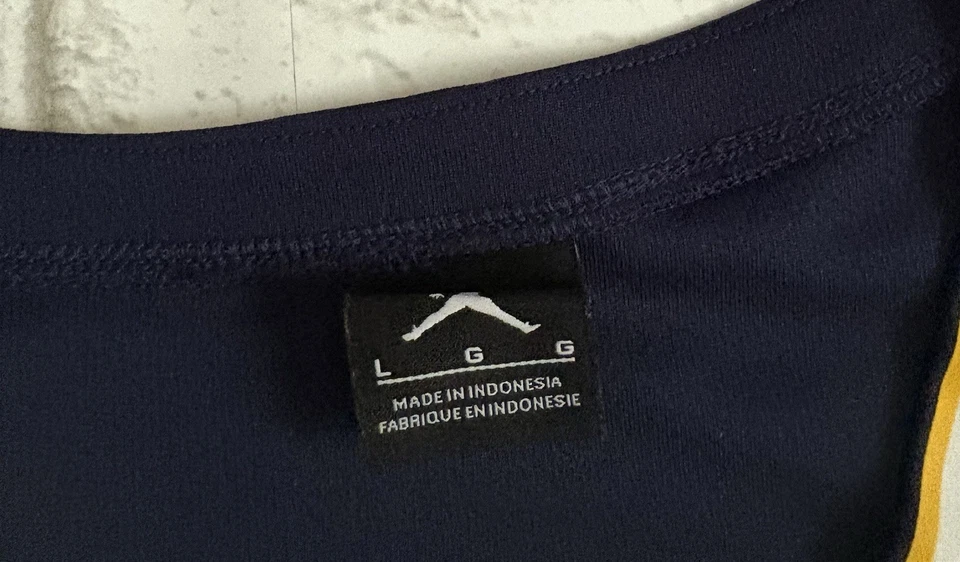 L G G
MADE IN INDONESIA
FABRIQUE EN INDONESIE